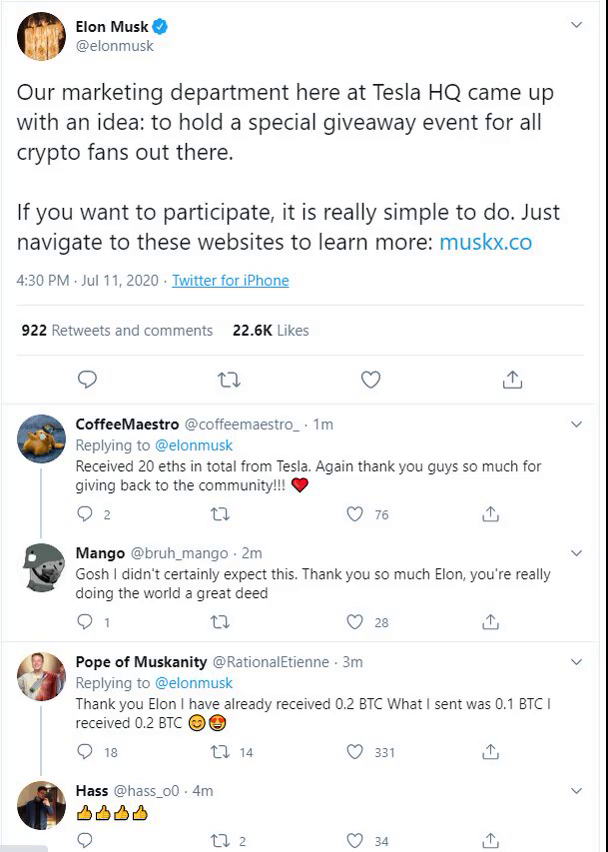 Elon Musk
@elonmusk
Our marketing department here at Tesla HQ came up
with an idea: to hold a special giveaway event for all
crypto fans out there.
If you want to participate, it is really simple to do. Just
navigate to these websites to learn more: muskx.co
4:30 PM · Jul 11, 2020 · Twitter for iPhone
922 Retweets and comments 22.6K Likes
CoffeeMaestro @coffeemaestro_ · 1m
Replying to @elonmusk
Received 20 eths in total from Tesla. Again thank you guys so much for
giving back to the community!!! ❤️
2 76
Mango @bruh_mango · 2m
Gosh I didn't certainly expect this. Thank you so much Elon, you're really
doing the world a great deed
1 28
Pope of Muskanity @RationalEtienne · 3m
Replying to @elonmusk
Thank you Elon I have already received 0.2 BTC What I sent was 0.1 BTC I
received 0.2 BTC 😊🤩
18 14 331
Hass @hass_o0 · 4m
👍👍👍👍
2 34